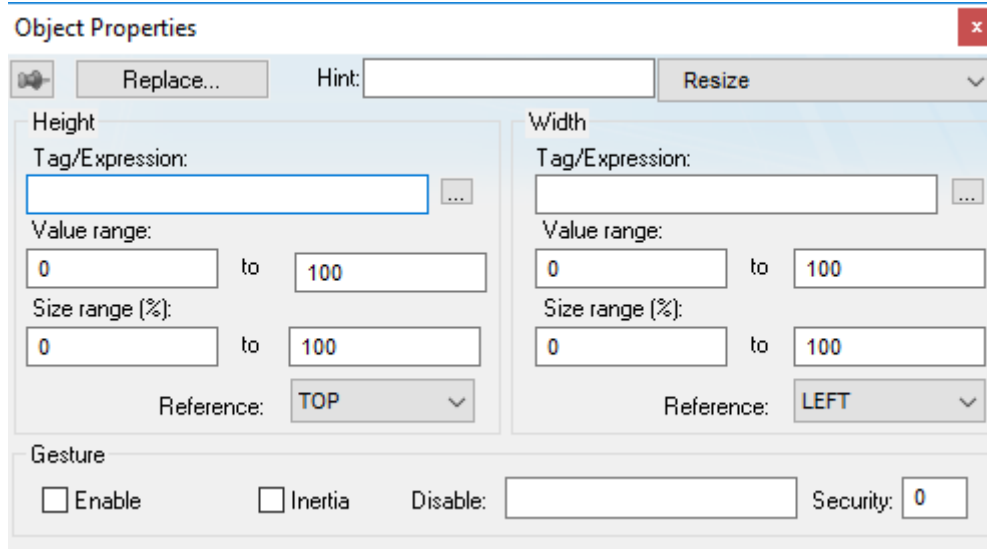 Object Properties x
Replace... Hint: Resize
Height Width
Tag/Expression: Tag/Expression:
... ...
Value range: Value range:
0 to 100 0 to 100
Size range (%): Size range (%):
0 to 100 0 to 100
Reference: TOP Reference: LEFT
Gesture
Enable Inertia Disable: Security: 0